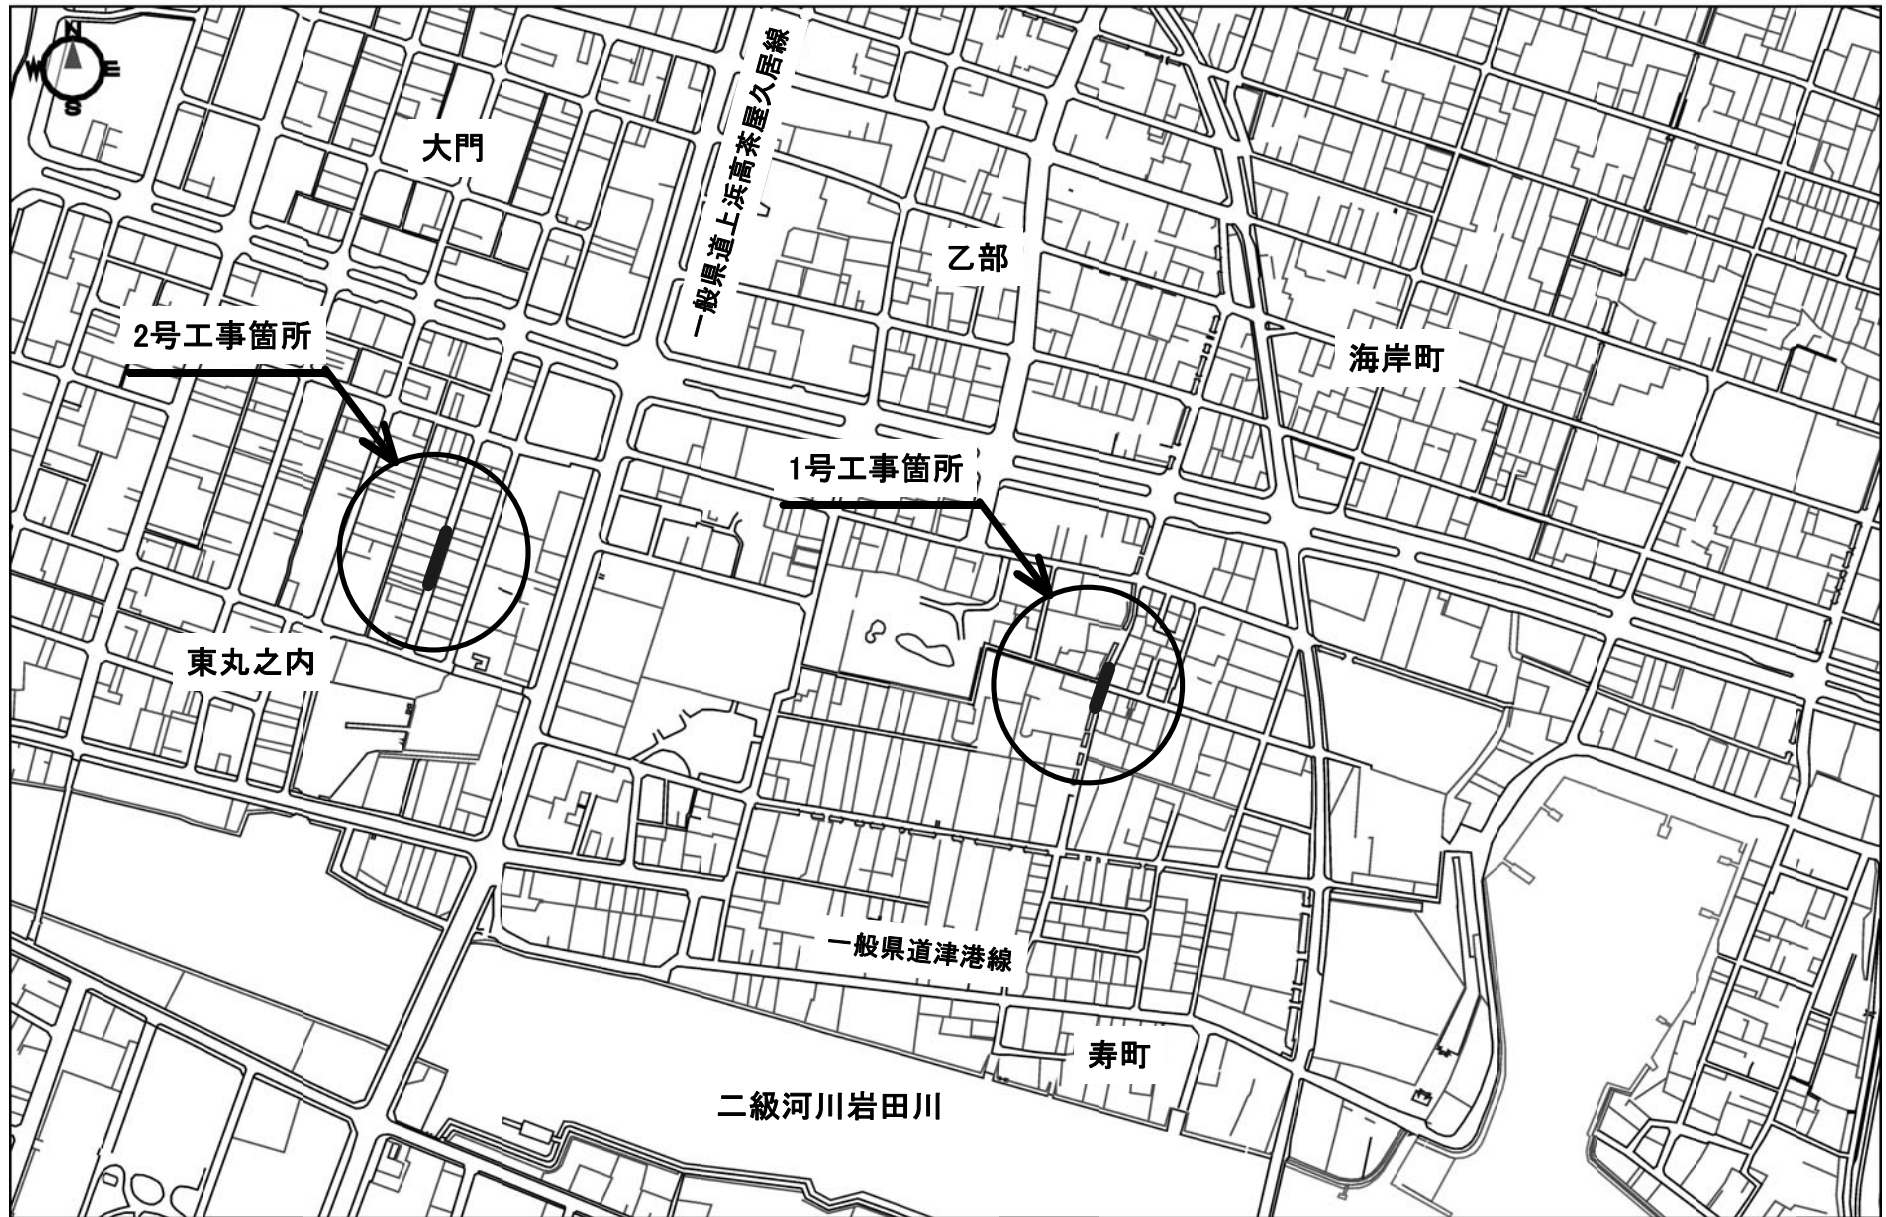 N
W
E
S
大門
一般県道上浜高茶屋久居線
乙部
2号工事箇所
海岸町
1号工事箇所
東丸之内
一般県道津港線
寿町
二級河川岩田川